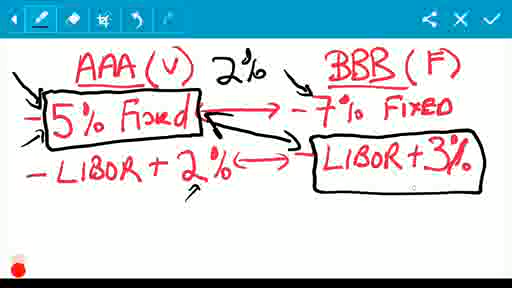 AAA (V) 2% BBB (F)
- 5% Fixed - 7% FIXED
- LIBOR + 2% - LIBOR + 3%